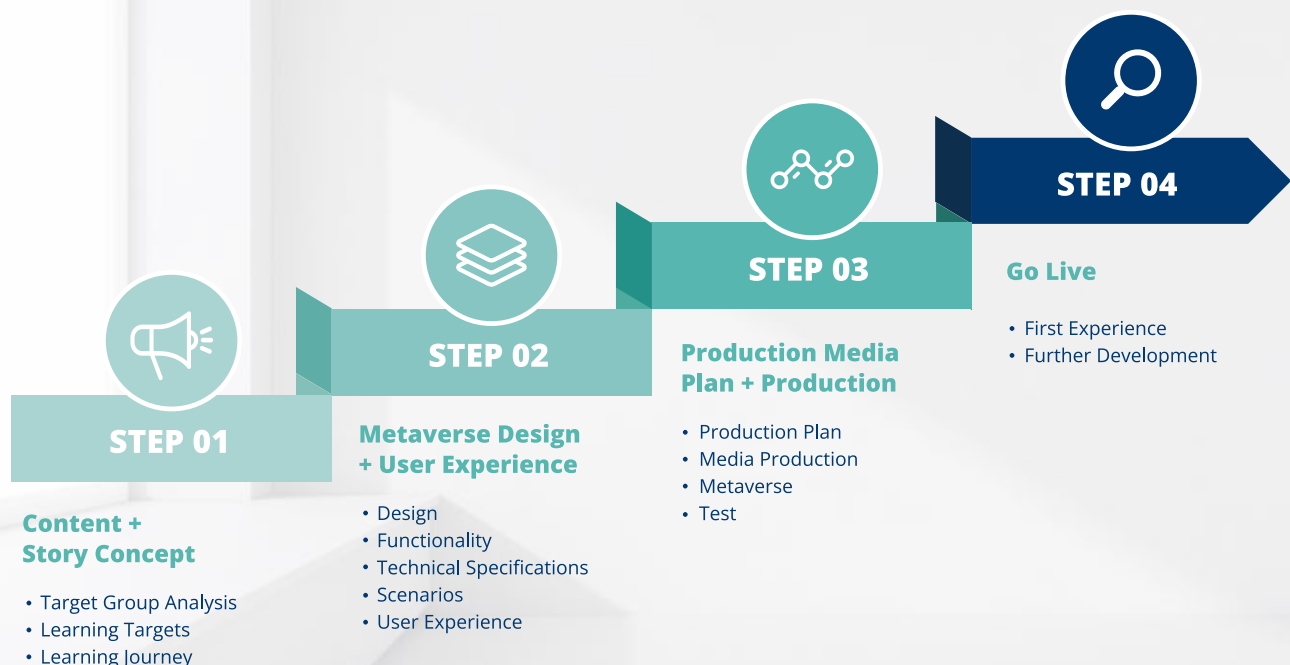 STEP 01
Content +
Story Concept
• Target Group Analysis
• Learning Targets
• Learning Journey
STEP 02
Metaverse Design
+ User Experience
• Design
• Functionality
• Technical Specifications
• Scenarios
• User Experience
STEP 03
Production Media
Plan + Production
• Production Plan
• Media Production
• Metaverse
• Test
STEP 04
Go Live
• First Experience
• Further Development